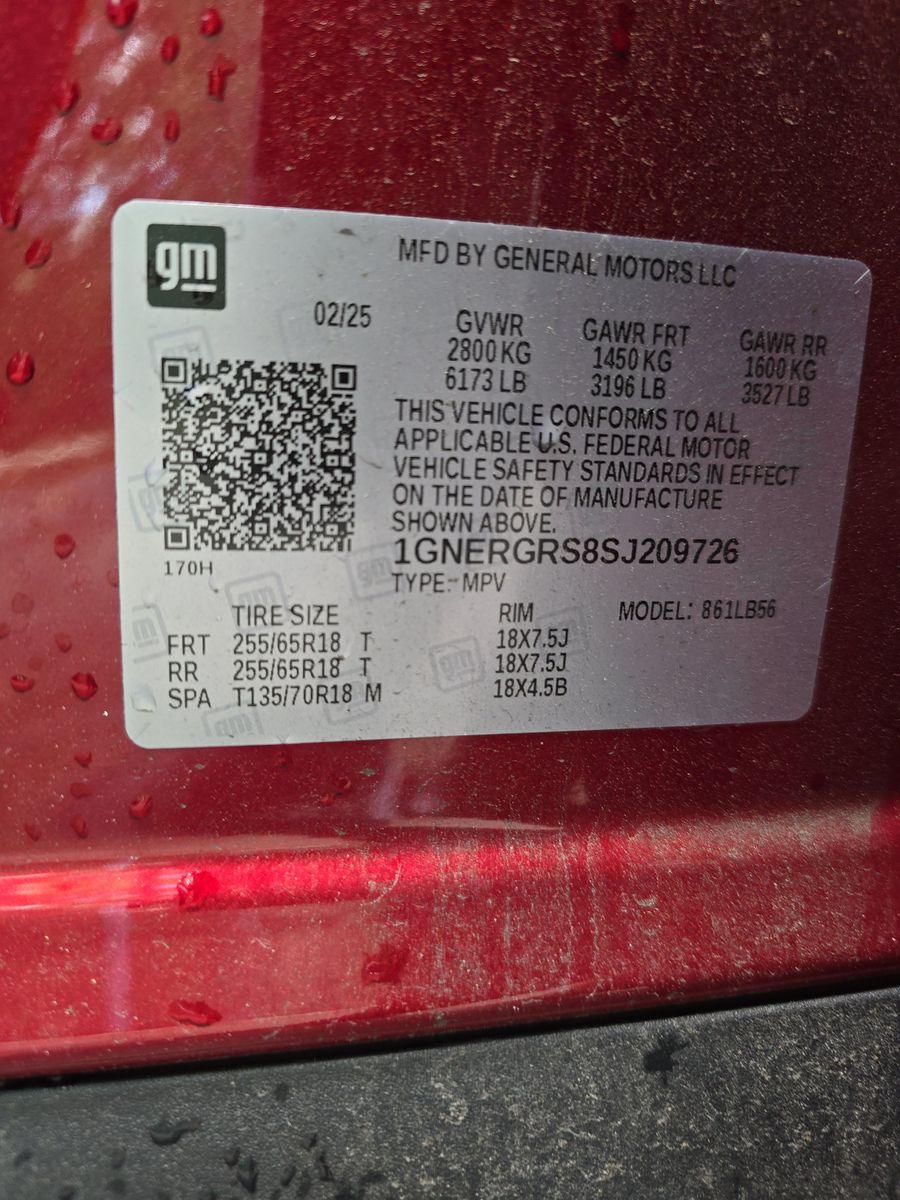 gm
MFD BY GENERAL MOTORS LLC
02/25
GVWR GAWR FRT GAWR RR
2800 KG 1450 KG 1600 KG
6173 LB 3196 LB 3527 LB
THIS VEHICLE CONFORMS TO ALL
APPLICABLE U.S. FEDERAL MOTOR
VEHICLE SAFETY STANDARDS IN EFFECT
ON THE DATE OF MANUFACTURE
SHOWN ABOVE.
1GNERGRS8SJ209726
170H
TYPE: MPV
TIRE SIZE RIM MODEL: 861LB56
FRT 255/65R18 T 18X7.5J
RR 255/65R18 T 18X7.5J
SPA T135/70R18 M 18X4.5B